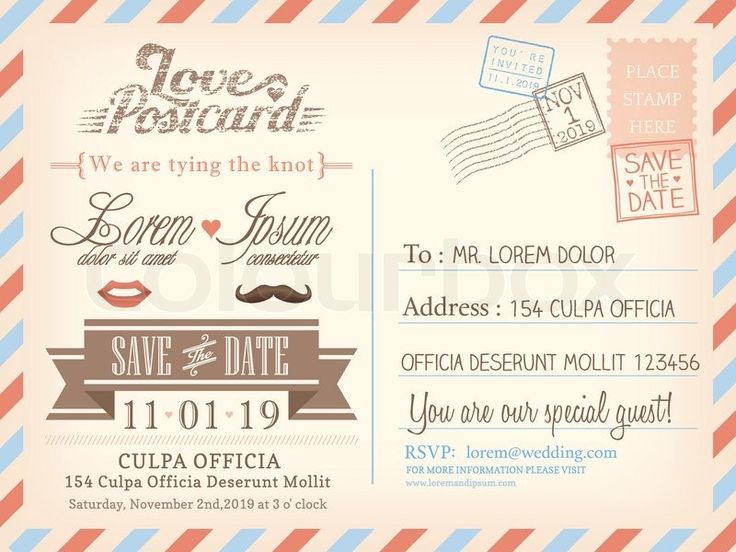 Love
Postcard
{We are tying the knot}
Lorem ♥ Ipsum
dolor sit amet consectetur
SAVE The DATE
11 ♥ 01 ♥ 19
CULPA OFFICIA
154 Culpa Officia Deserunt Mollit
Saturday, November 2nd,2019 at 3 o' clock
YOU'RE
INVITED
11.1.2019
NOV
1
2019
PLACE
STAMP
HERE
SAVE
♥ THE ♥
DATE
To : MR. LOREM DOLOR
Address : 154 CULPA OFFICIA
OFFICIA DESERUNT MOLLIT 123456
You are our special guest!
RSVP: lorem@wedding.com
FOR MORE INFORMATION PLEASE VISIT
www.loremandipsum.com
colourbox